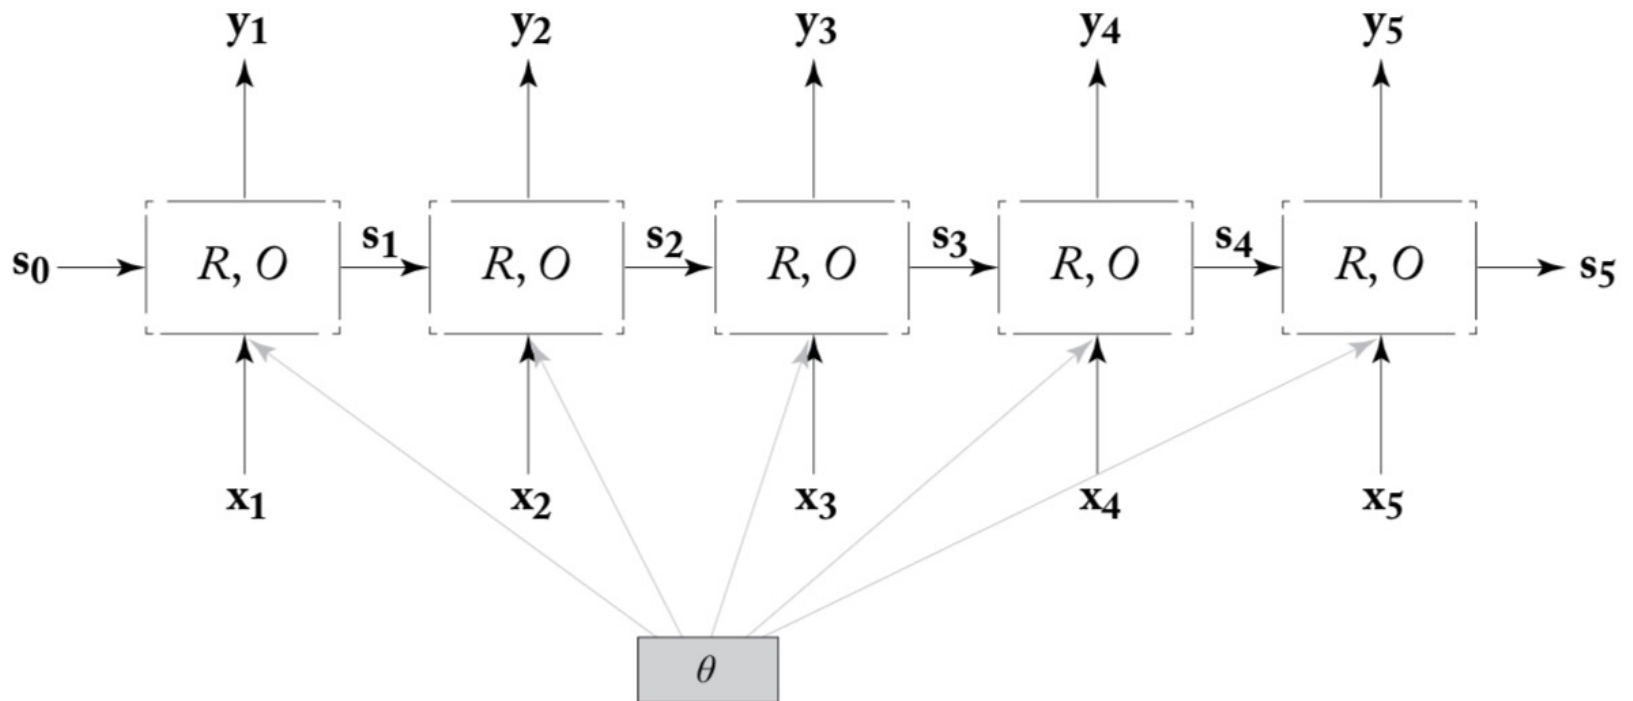 y1 y2 y3 y4 y5
s0 R, O s1 R, O s2 R, O s3 R, O s4 R, O s5
x1 x2 x3 x4 x5
θ